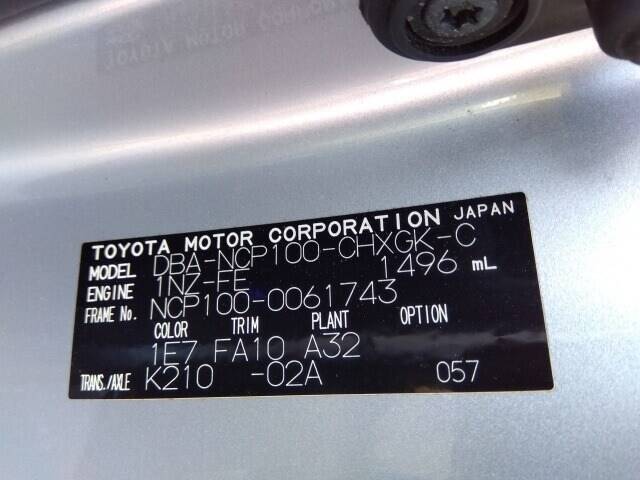 TOYOTA MOTOR CORPORATION JAPAN
MODEL DBA-NCP100-CHXGK-C
ENGINE 1NZ-FE 1496 mL
FRAME No. NCP100-0061743
COLOR TRIM PLANT OPTION
1E7 FA10 A32
TRANS./AXLE K210 -02A 057